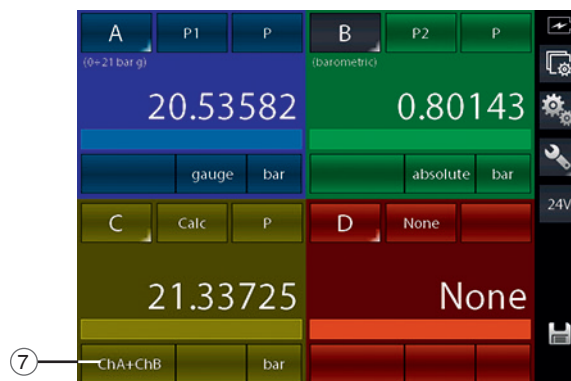 A P1 P
(0÷21 bar g)
20.53582
gauge bar
B P2 P
(barometric)
0.80143
absolute bar
C Calc P
21.33725
ChA+ChB bar
D None
None
24V
7